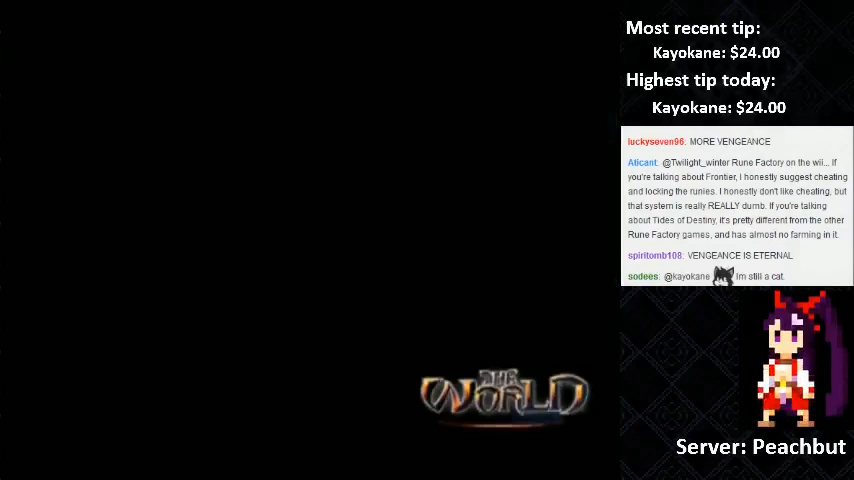 Most recent tip:
Kayokane: $24.00
Highest tip today:
Kayokane: $24.00
luckyseven96: MORE VENGEANCE
Aticant: @Twilight_winter Rune Factory on the wii... If
you're talking about Frontier, I honestly suggest cheating
and locking the runies. I honestly don't like cheating, but
that system is really REALLY dumb. If you're talking
about Tides of Destiny, it's pretty different from the other
Rune Factory games, and has almost no farming in it.
spiritomb108: VENGEANCE IS ETERNAL
sodees: @kayokane Im still a cat.
THE
WORLD
Server: Peachbut